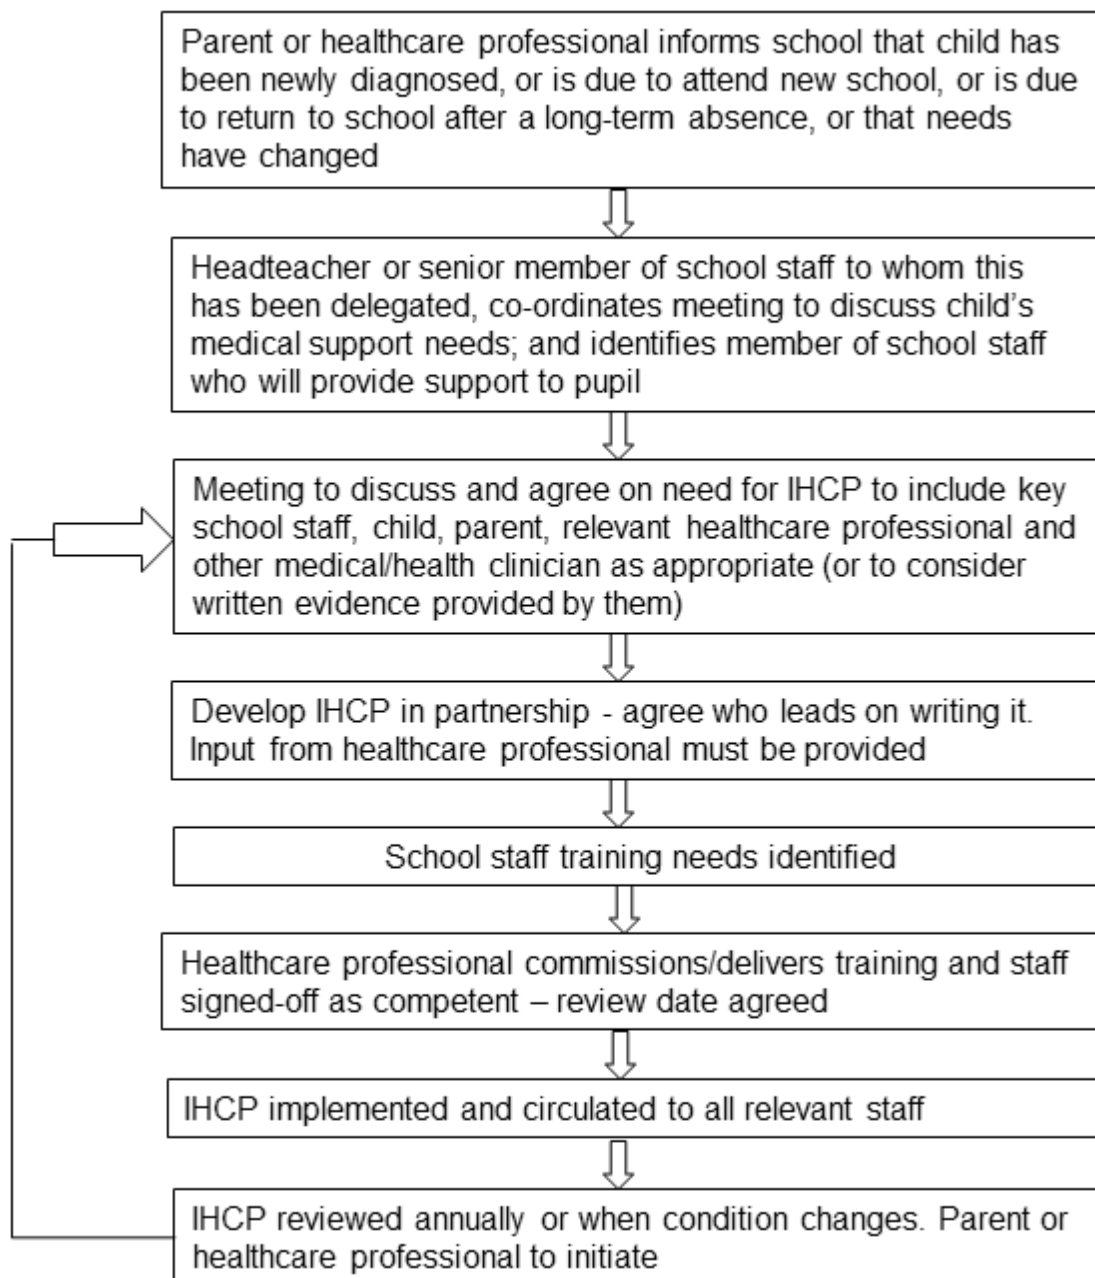 Parent or healthcare professional informs school that child has
been newly diagnosed, or is due to attend new school, or is due
to return to school after a long-term absence, or that needs
have changed
Headteacher or senior member of school staff to whom this
has been delegated, co-ordinates meeting to discuss child's
medical support needs; and identifies member of school staff
who will provide support to pupil
Meeting to discuss and agree on need for IHCP to include key
school staff, child, parent, relevant healthcare professional and
other medical/health clinician as appropriate (or to consider
written evidence provided by them)
Develop IHCP in partnership - agree who leads on writing it.
Input from healthcare professional must be provided
School staff training needs identified
Healthcare professional commissions/delivers training and staff
signed-off as competent – review date agreed
IHCP implemented and circulated to all relevant staff
IHCP reviewed annually or when condition changes. Parent or
healthcare professional to initiate